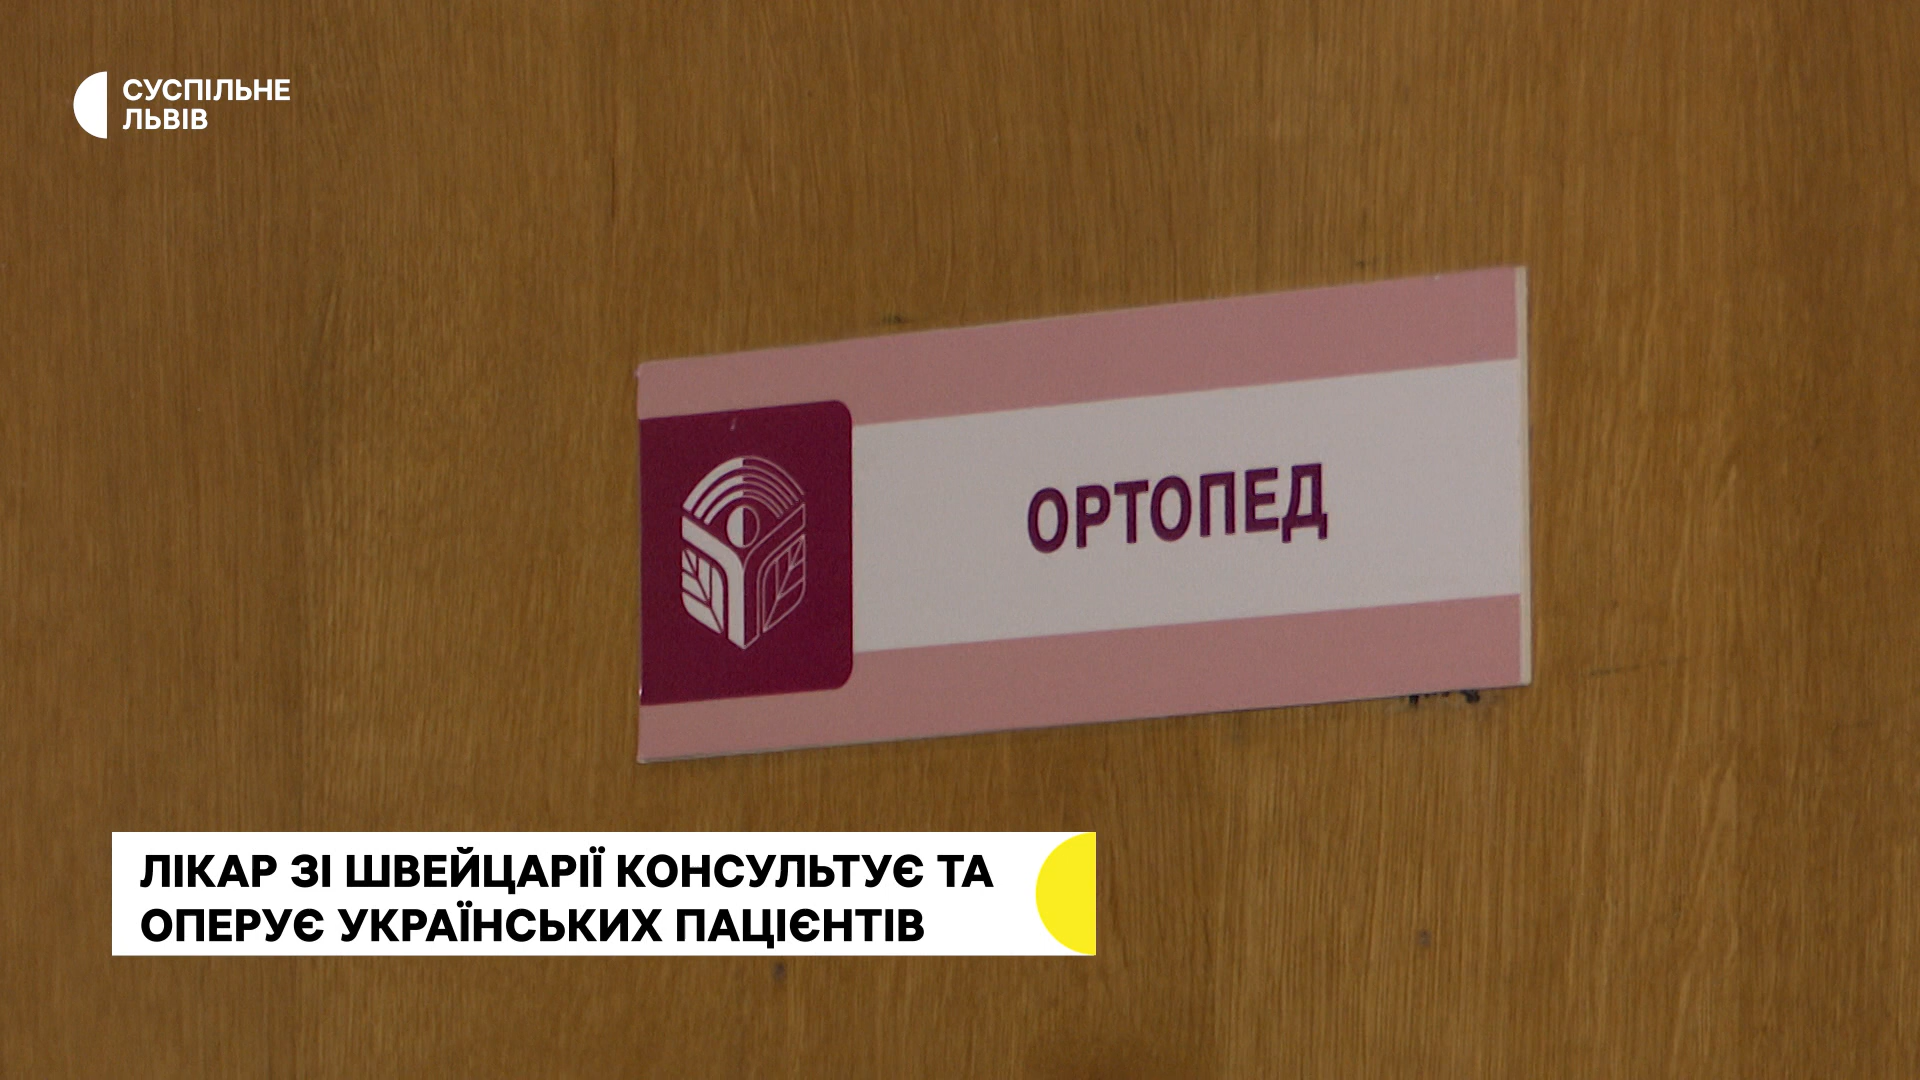 СУСПІЛЬНЕ
ЛЬВІВ
ОРТОПЕД
ЛІКАР ЗІ ШВЕЙЦАРІЇ КОНСУЛЬТУЄ ТА
ОПЕРУЄ УКРАЇНСЬКИХ ПАЦІЄНТІВ